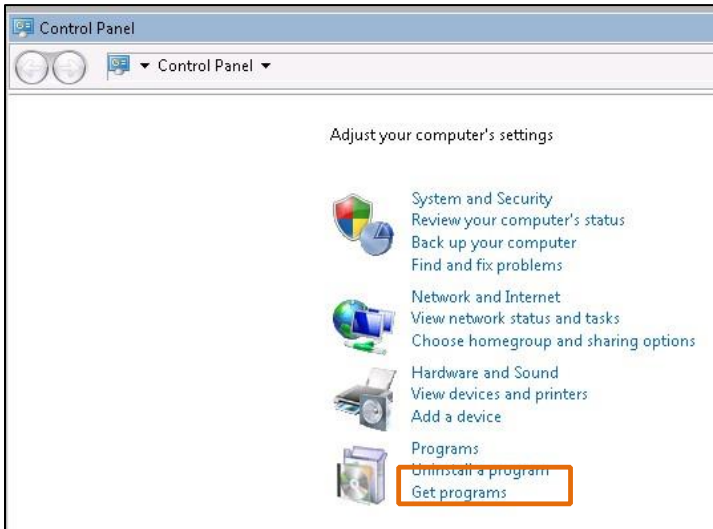 Control Panel
Control Panel
Adjust your computer's settings
System and Security
Review your computer's status
Back up your computer
Find and fix problems
Network and Internet
View network status and tasks
Choose homegroup and sharing options
Hardware and Sound
View devices and printers
Add a device
Programs
Uninstall a program
Get programs